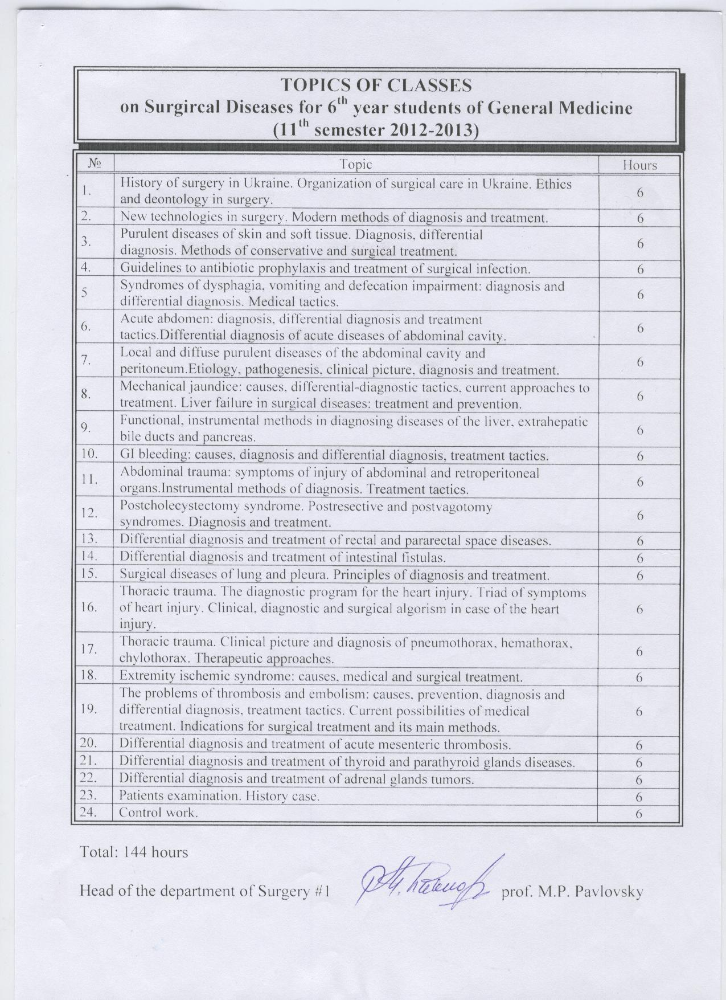 TOPICS OF CLASSES
on Surgircal Diseases for 6th year students of General Medicine
(11th semester 2012-2013)
№ Topic Hours
1. History of surgery in Ukraine. Organization of surgical care in Ukraine. Ethics
and deontology in surgery. 6
2. New technologies in surgery. Modern methods of diagnosis and treatment. 6
3. Purulent diseases of skin and soft tissue. Diagnosis, differential
diagnosis. Methods of conservative and surgical treatment. 6
4. Guidelines to antibiotic prophylaxis and treatment of surgical infection. 6
5 Syndromes of dysphagia, vomiting and defecation impairment: diagnosis and
differential diagnosis. Medical tactics. 6
6. Acute abdomen: diagnosis, differential diagnosis and treatment
tactics.Differential diagnosis of acute diseases of abdominal cavity. 6
7. Local and diffuse purulent diseases of the abdominal cavity and
peritoneum.Etiology, pathogenesis, clinical picture, diagnosis and treatment. 6
8. Mechanical jaundice: causes, differential-diagnostic tactics, current approaches to
treatment. Liver failure in surgical diseases: treatment and prevention. 6
9. Functional, instrumental methods in diagnosing diseases of the liver, extrahepatic
bile ducts and pancreas. 6
10. GI bleeding: causes, diagnosis and differential diagnosis, treatment tactics. 6
11. Abdominal trauma: symptoms of injury of abdominal and retroperitoneal
organs.Instrumental methods of diagnosis. Treatment tactics. 6
12. Postcholecystectomy syndrome. Postresective and postvagotomy
syndromes. Diagnosis and treatment. 6
13. Differential diagnosis and treatment of rectal and pararectal space diseases. 6
14. Differential diagnosis and treatment of intestinal fistulas. 6
15. Surgical diseases of lung and pleura. Principles of diagnosis and treatment. 6
16. Thoracic trauma. The diagnostic program for the heart injury. Triad of symptoms
of heart injury. Clinical, diagnostic and surgical algorism in case of the heart
injury. 6
17. Thoracic trauma. Clinical picture and diagnosis of pneumothorax, hemathorax,
chylothorax. Therapeutic approaches. 6
18. Extremity ischemic syndrome: causes, medical and surgical treatment. 6
19. The problems of thrombosis and embolism: causes, prevention, diagnosis and
differential diagnosis, treatment tactics. Current possibilities of medical
treatment. Indications for surgical treatment and its main methods. 6
20. Differential diagnosis and treatment of acute mesenteric thrombosis. 6
21. Differential diagnosis and treatment of thyroid and parathyroid glands diseases. 6
22. Differential diagnosis and treatment of adrenal glands tumors. 6
23. Patients examination. History case. 6
24. Control work. 6
Total: 144 hours
Head of the department of Surgery #1 prof. M.P. Pavlovsky